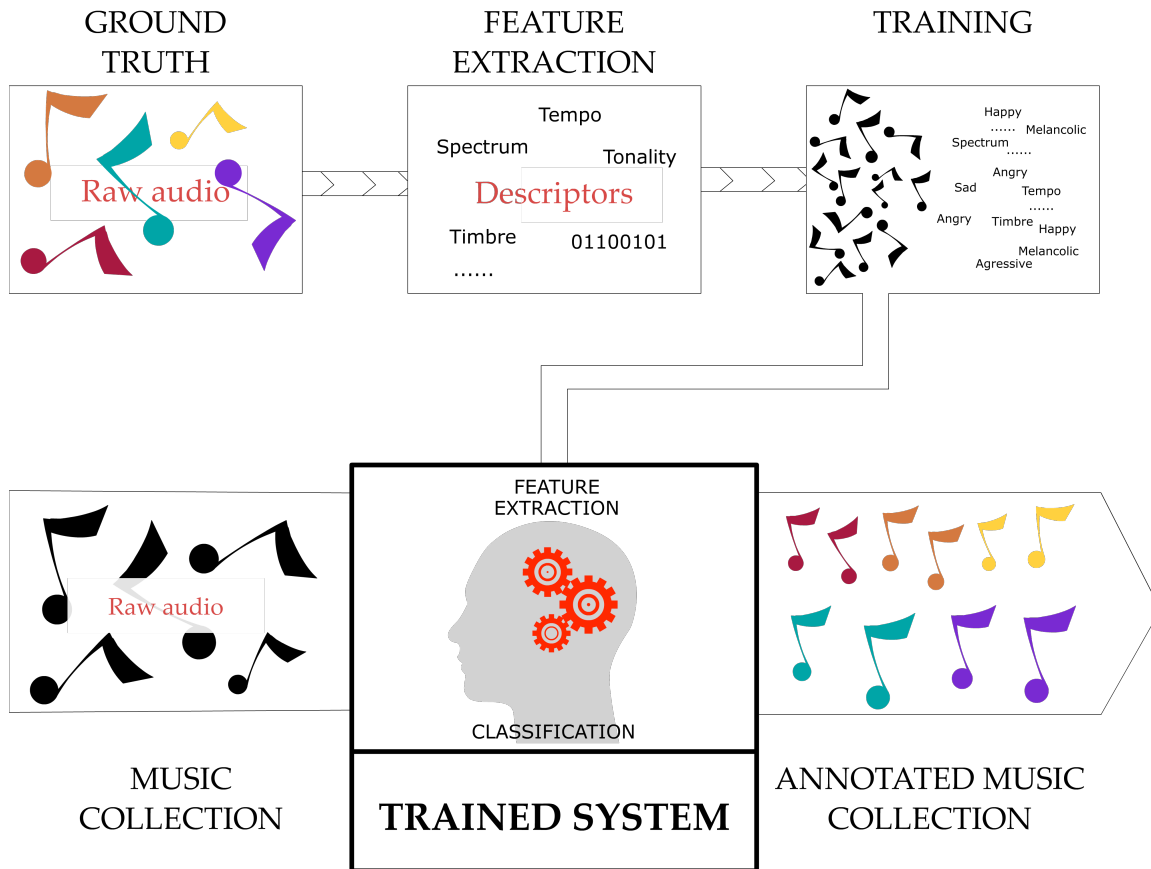 GROUND
TRUTH
FEATURE
EXTRACTION
TRAINING
Raw audio
Tempo
Spectrum
Tonality
Descriptors
Timbre
01100101
......
Happy
......
Melancolic
Spectrum
......
Angry
Sad
Tempo
......
Angry
Timbre
Happy
Melancolic
Agressive
Raw audio
FEATURE
EXTRACTION
CLASSIFICATION
MUSIC
COLLECTION
TRAINED SYSTEM
ANNOTATED MUSIC
COLLECTION